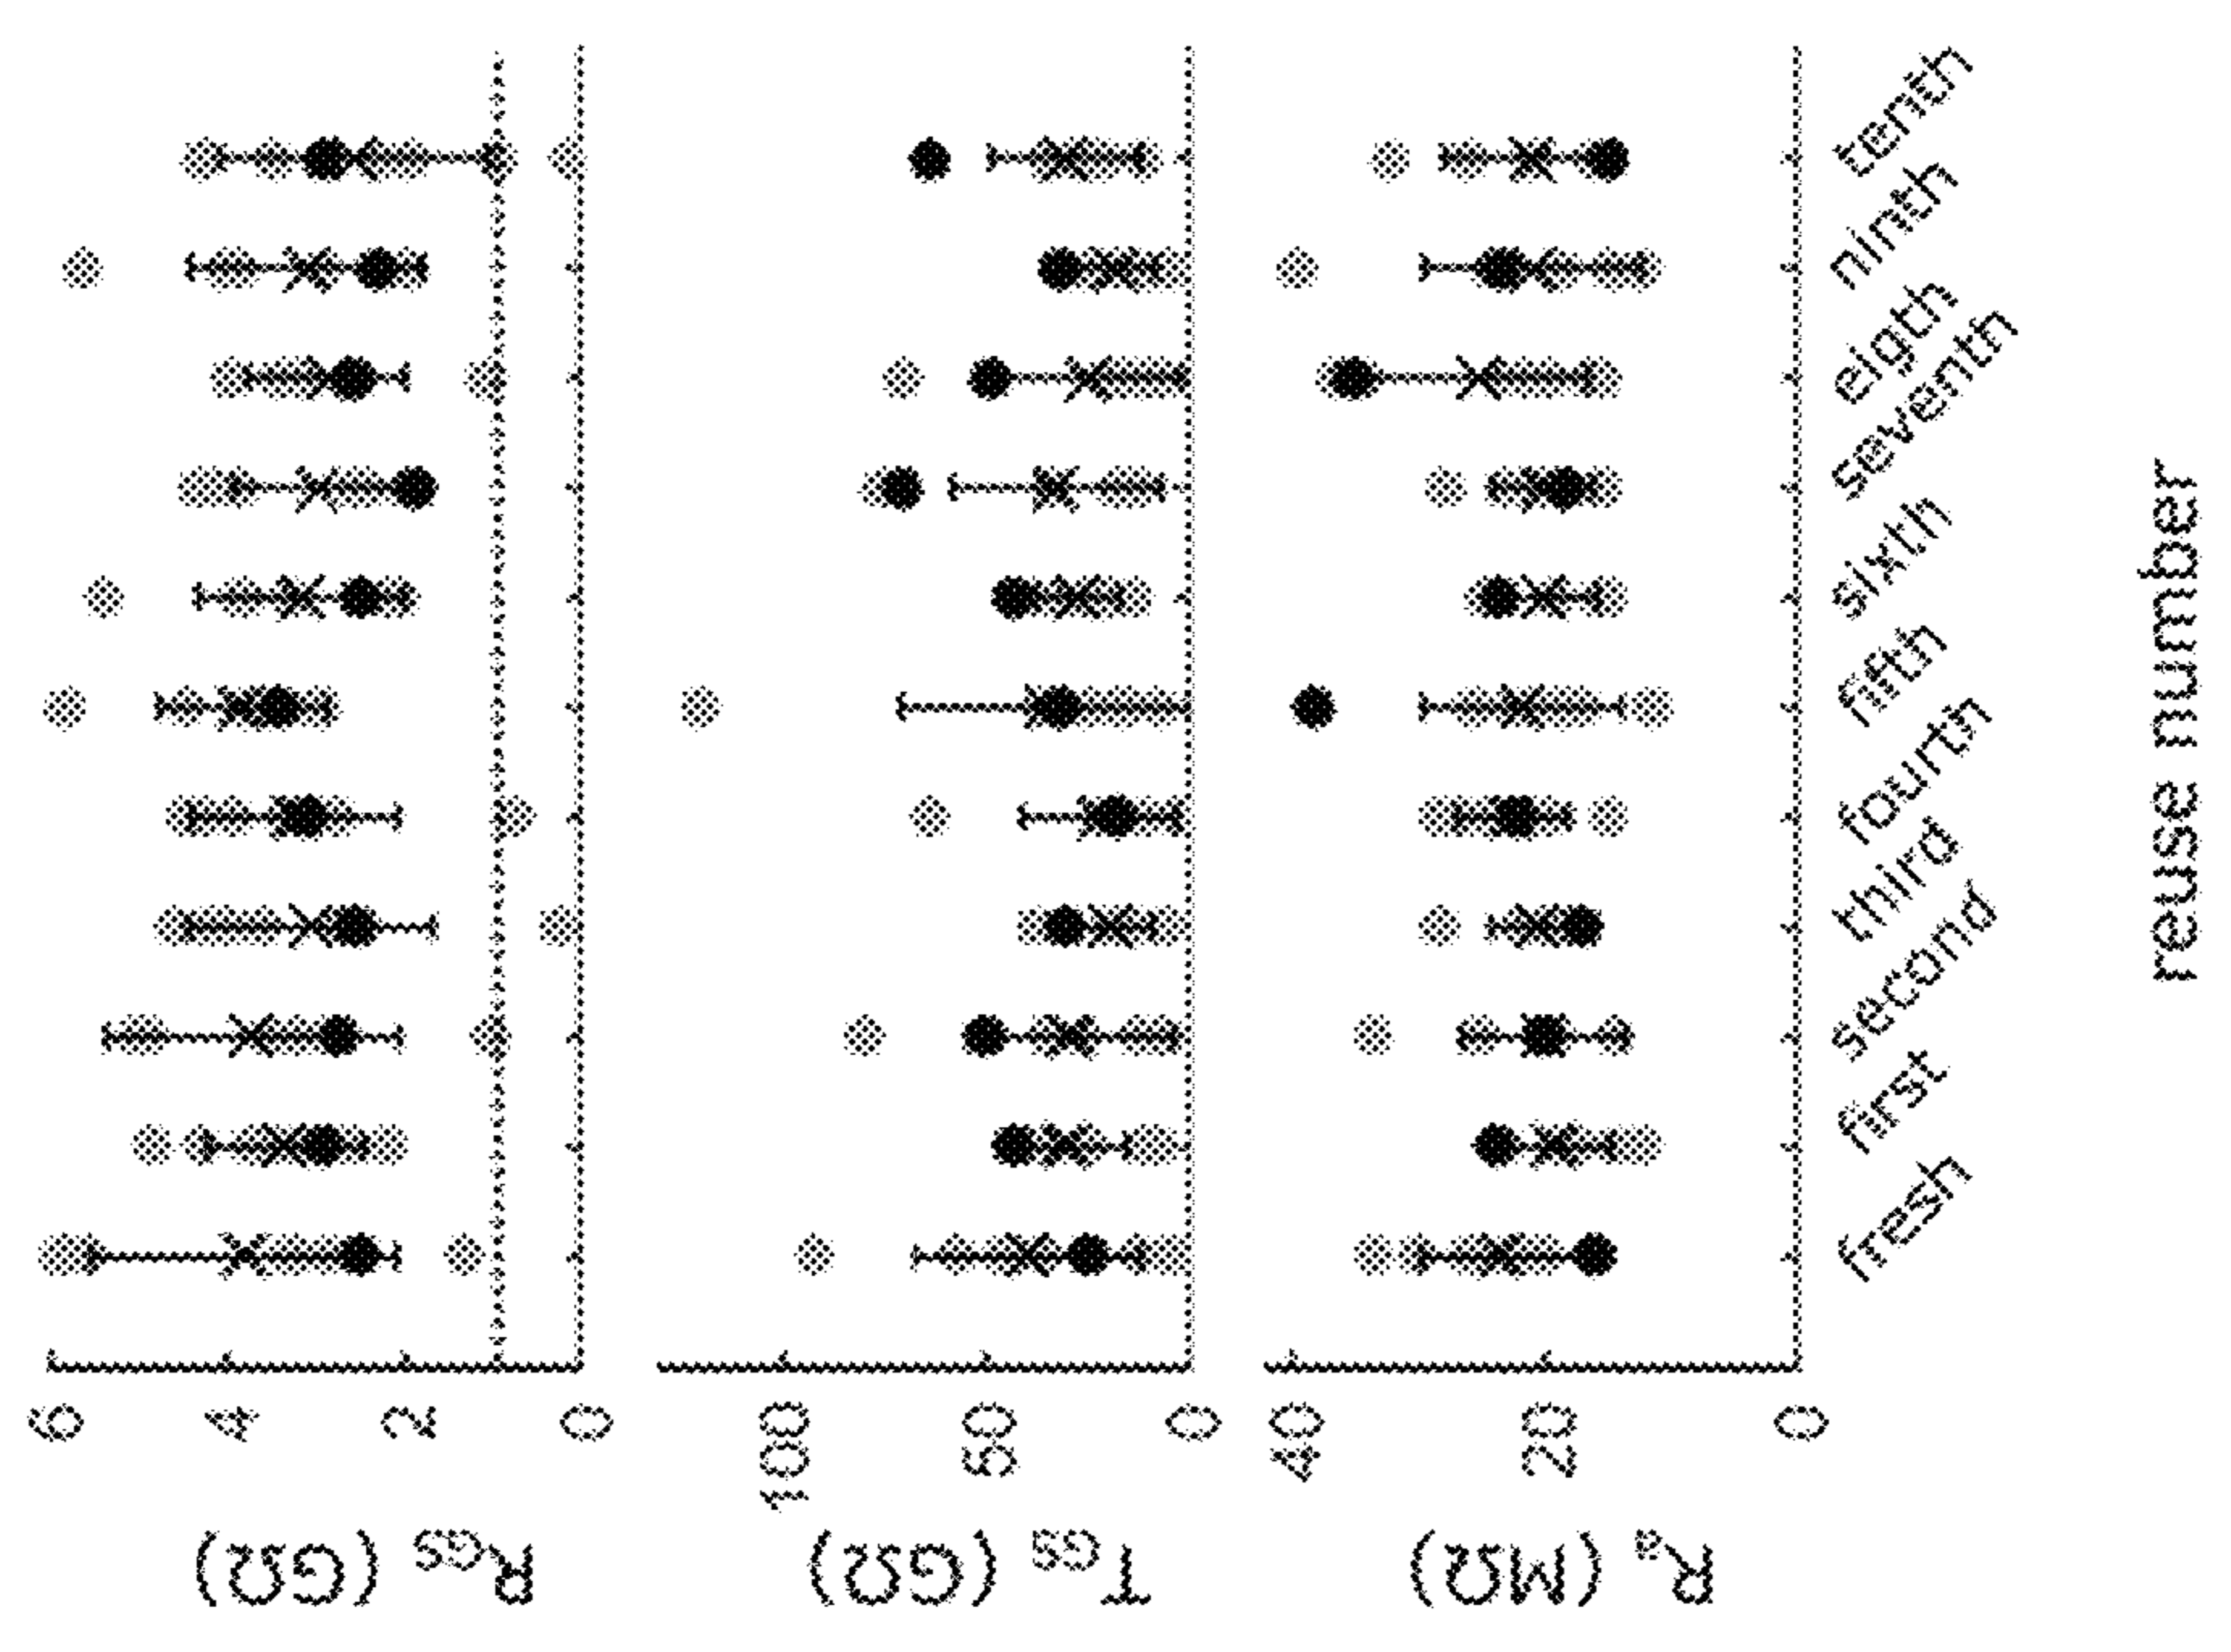 R_GS (GΩ)
6
4
2
0
T_GS (GΩ)
100
50
0
R_a (MΩ)
40
20
0
fresh
first
second
third
fourth
fifth
sixth
seventh
eigth
ninth
tenth
reuse number